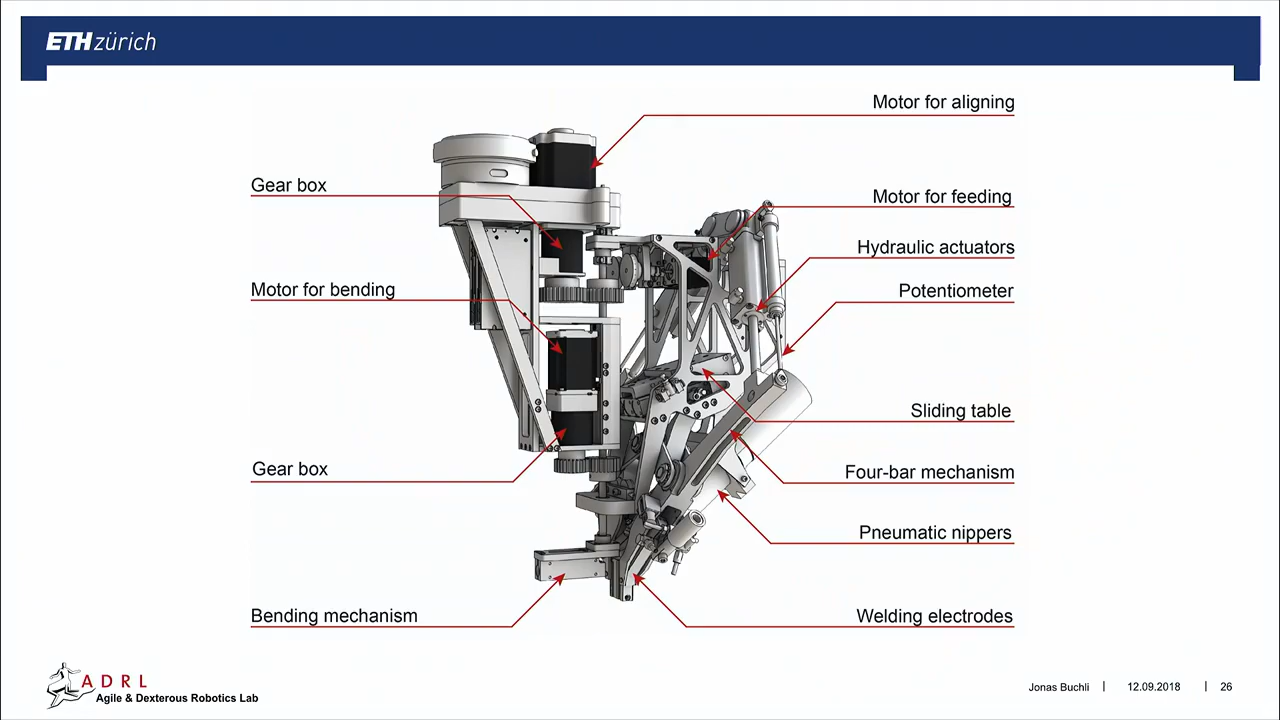 ETH zürich
Motor for aligning
Gear box
Motor for feeding
Hydraulic actuators
Motor for bending
Potentiometer
Sliding table
Gear box
Four-bar mechanism
Pneumatic nippers
Bending mechanism
Welding electrodes
ADRL
Agile & Dexterous Robotics Lab
Jonas Buchli | 12.09.2018 | 26